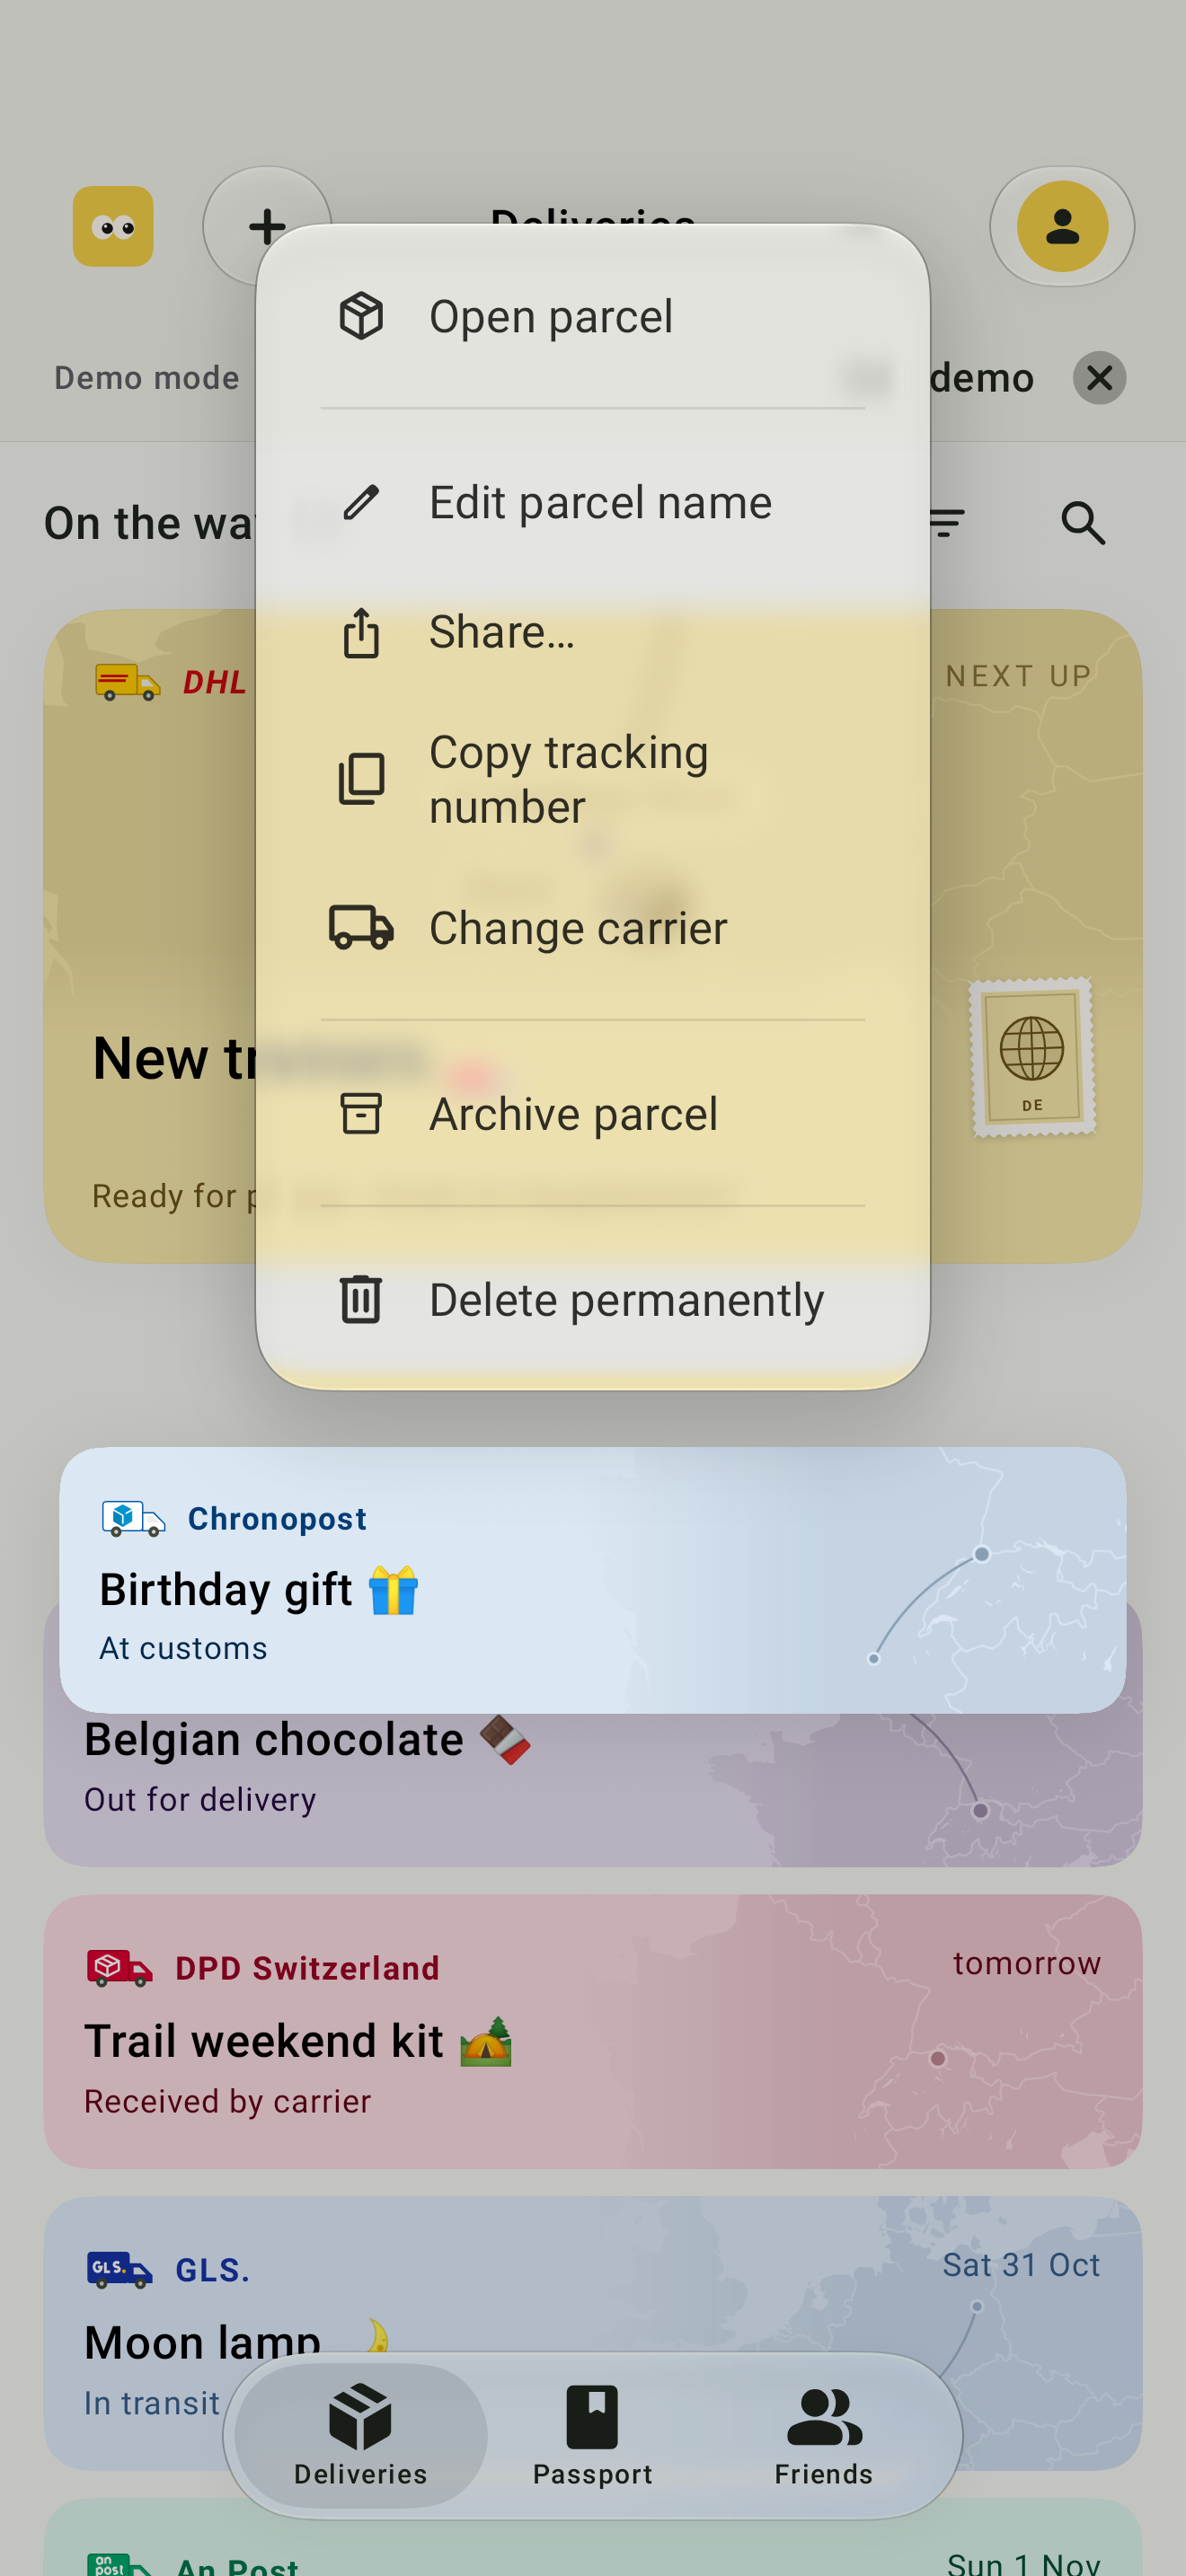 Demo mode
demo
Open parcel
Edit parcel name
On the
Share…
DHL
NEXT UP
Copy tracking
number
Change carrier
New
DE
Archive parcel
Ready for
Delete permanently
Chronopost
Birthday gift
At customs
Belgian chocolate
Out for delivery
DPD Switzerland
tomorrow
Trail weekend kit
Received by carrier
GLS.
GLS.
Sat 31 Oct
Moon lamp
In transit
Deliveries
Passport
Friends
an
post
An Post
Sun 1 Nov